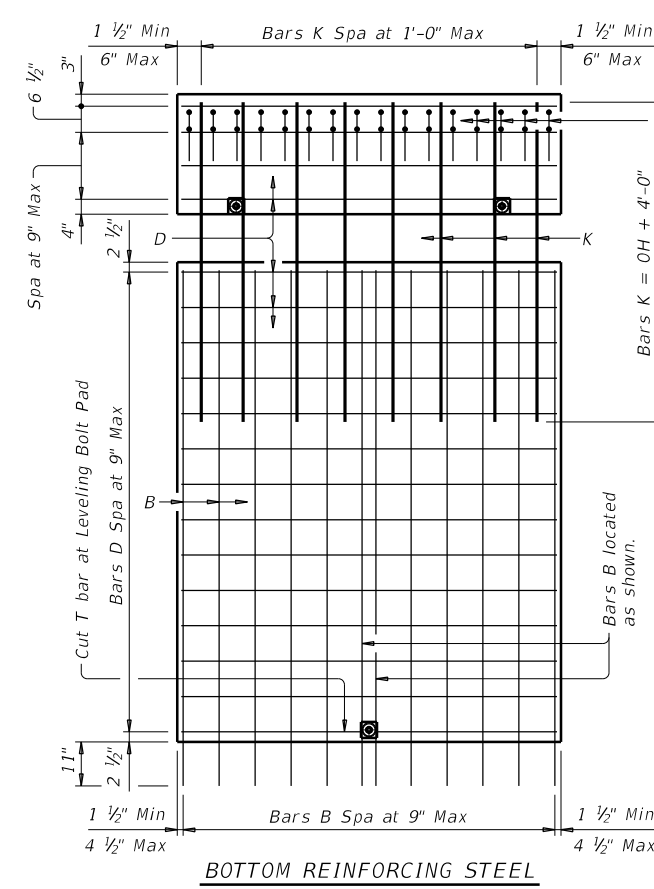 1 ½" Min
6" Max
Bars K Spa at 1'-0" Max
1 ½" Min
6" Max
3"
6 ½"
Spa at 9" Max
4"
2 ½"
D
K
Bars K = OH + 4'-0"
Cut T bar at Leveling Bolt Pad
Bars D Spa at 9" Max
B
Bars B located
as shown.
11"
2 ½"
1 ½" Min
4 ½" Max
Bars B Spa at 9" Max
1 ½" Min
4 ½" Max
BOTTOM REINFORCING STEEL